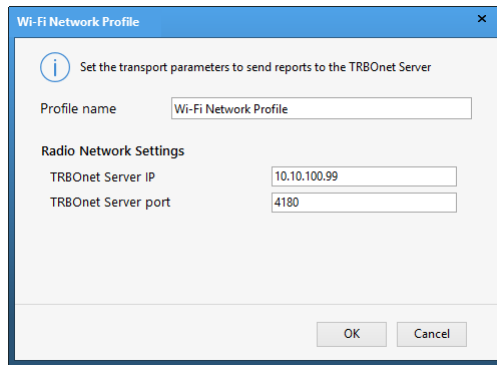 Wi-Fi Network Profile
Set the transport parameters to send reports to the TRBOnet Server
Profile name Wi-Fi Network Profile
Radio Network Settings
TRBOnet Server IP 10.10.100.99
TRBOnet Server port 4180
OK Cancel